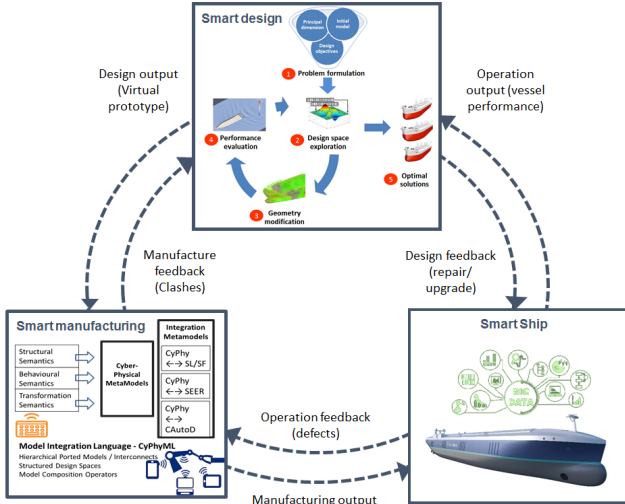 Smart design
Principal
dimension
Initial
model
Design
objectives
1 Problem formulation
4 Performance
evaluation
2 Design space
exploration
5 Optimal
solutions
3 Geometry
modification
Design output
(Virtual
prototype)
Operation
output (vessel
performance)
Manufacture
feedback
(Clashes)
Design feedback
(repair/
upgrade)
Smart manufacturing
Structural
Semantics
Behavioural
Semantics
Transformation
Semantics
Cyber-
Physical
MetaModels
Integration
Metamodels
CyPhy
<--> SL/SF
CyPhy
<--> SEER
CyPhy
<-->
CAutoD
Model Integration Language - CyPhyML
Hierarchical Ported Models / Interconnects
Structured Design Spaces
Model Composition Operators
Operation feedback
(defects)
Manufacturing output
Smart Ship
BIG
DATA